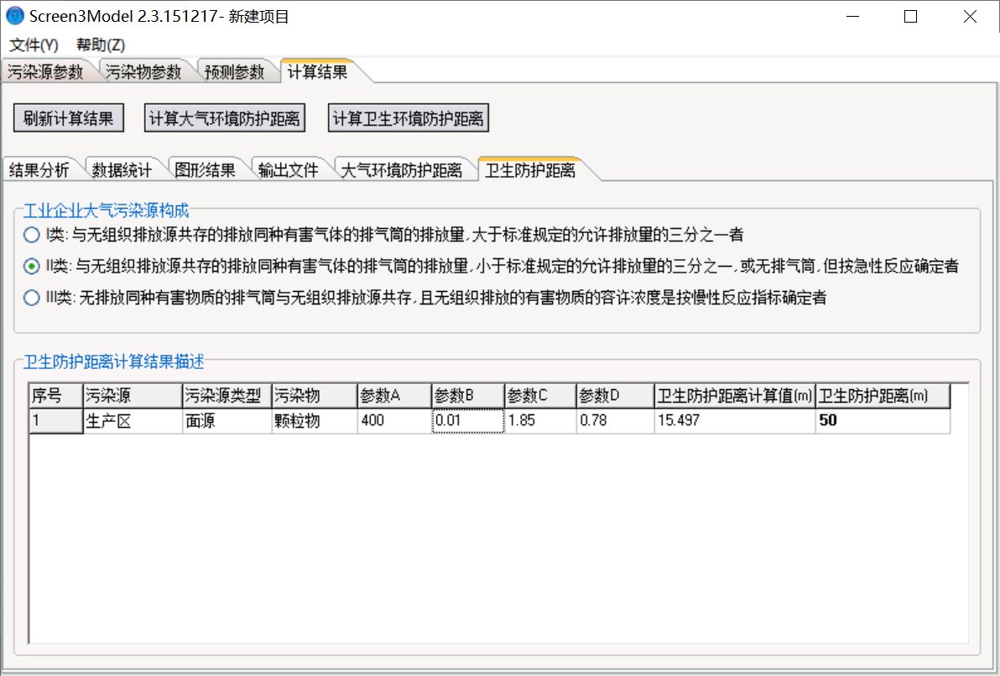 Screen3Model 2.3.151217- 新建项目
文件(Y) 帮助(Z)
污染源参数 污染物参数 预测参数 计算结果
刷新计算结果 计算大气环境防护距离 计算卫生环境防护距离
结果分析 数据统计 图形结果 输出文件 大气环境防护距离 卫生防护距离
工业企业大气污染源构成
I类: 与无组织排放源共存的排放同种有害气体的排气筒的排放量,大于标准规定的允许排放量的三分之一者
II类: 与无组织排放源共存的排放同种有害气体的排气筒的排放量,小于标准规定的允许排放量的三分之一,或无排气筒,但按急性反应确定者
III类: 无排放同种有害物质的排气筒与无组织排放源共存,且无组织排放的有害物质的容许浓度是按慢性反应指标确定者
卫生防护距离计算结果描述
序号 污染源 污染源类型 污染物 参数A 参数B 参数C 参数D 卫生防护距离计算值(m) 卫生防护距离(m)
1 生产区 面源 颗粒物 400 0.01 1.85 0.78 15.497 50